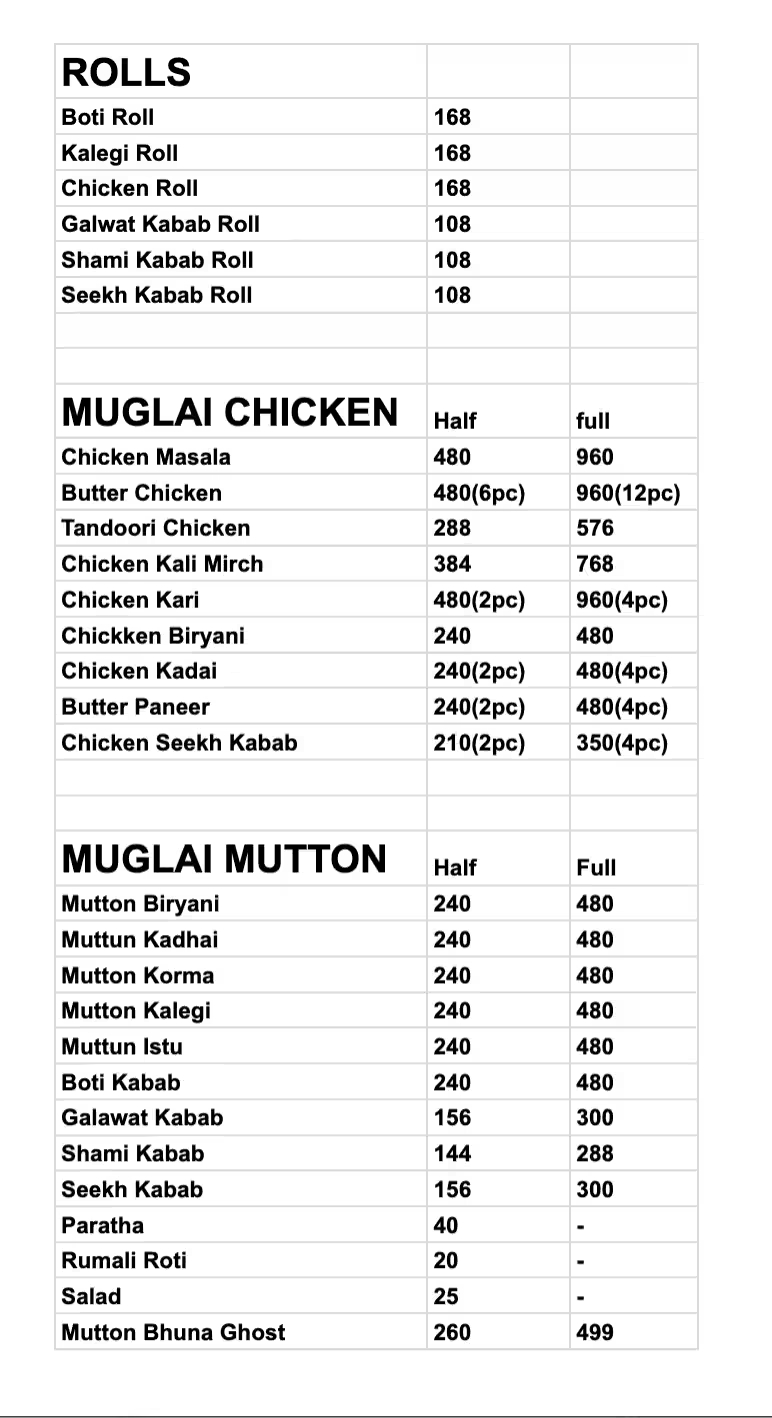 ROLLS
Boti Roll 168
Kalegi Roll 168
Chicken Roll 168
Galwat Kabab Roll 108
Shami Kabab Roll 108
Seekh Kabab Roll 108
MUGLAI CHICKEN Half full
Chicken Masala 480 960
Butter Chicken 480(6pc) 960(12pc)
Tandoori Chicken 288 576
Chicken Kali Mirch 384 768
Chicken Kari 480(2pc) 960(4pc)
Chickken Biryani 240 480
Chicken Kadai 240(2pc) 480(4pc)
Butter Paneer 240(2pc) 480(4pc)
Chicken Seekh Kabab 210(2pc) 350(4pc)
MUGLAI MUTTON Half Full
Mutton Biryani 240 480
Muttun Kadhai 240 480
Mutton Korma 240 480
Mutton Kalegi 240 480
Muttun Istu 240 480
Boti Kabab 240 480
Galawat Kabab 156 300
Shami Kabab 144 288
Seekh Kabab 156 300
Paratha 40 -
Rumali Roti 20 -
Salad 25 -
Mutton Bhuna Ghost 260 499